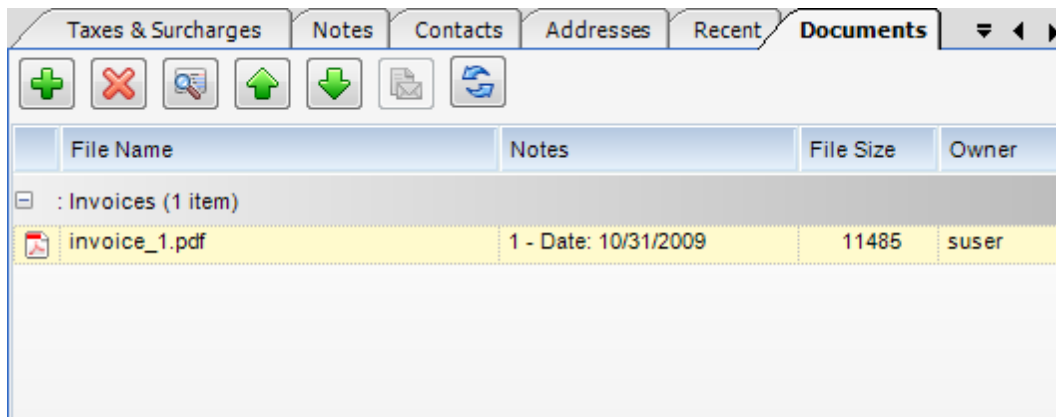 Taxes & Surcharges Notes Contacts Addresses Recent Documents
File Name Notes File Size Owner
: Invoices (1 item)
invoice_1.pdf 1 - Date: 10/31/2009 11485 suser